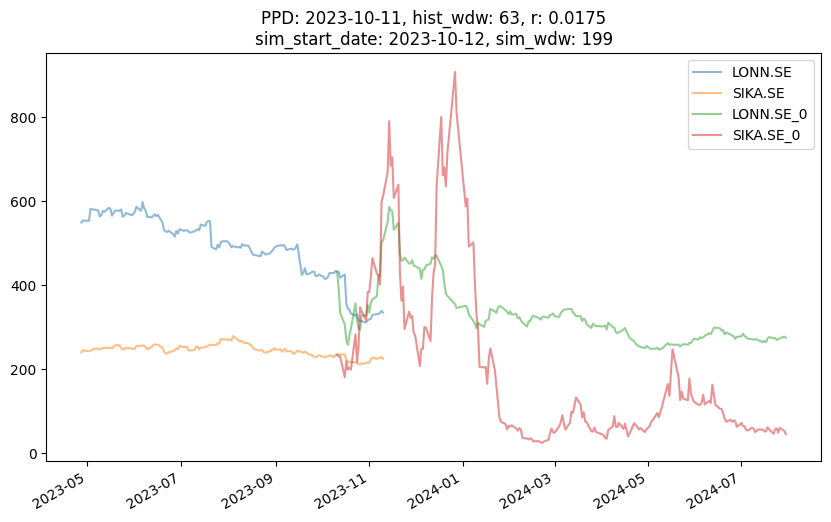 PPD: 2023-10-11, hist_wdw: 63, r: 0.0175
sim_start_date: 2023-10-12, sim_wdw: 199
LONN.SE
SIKA.SE
LONN.SE_0
SIKA.SE_0
800
600
400
200
0
2023-05
2023-07
2023-09
2023-11
2024-01
2024-03
2024-05
2024-07